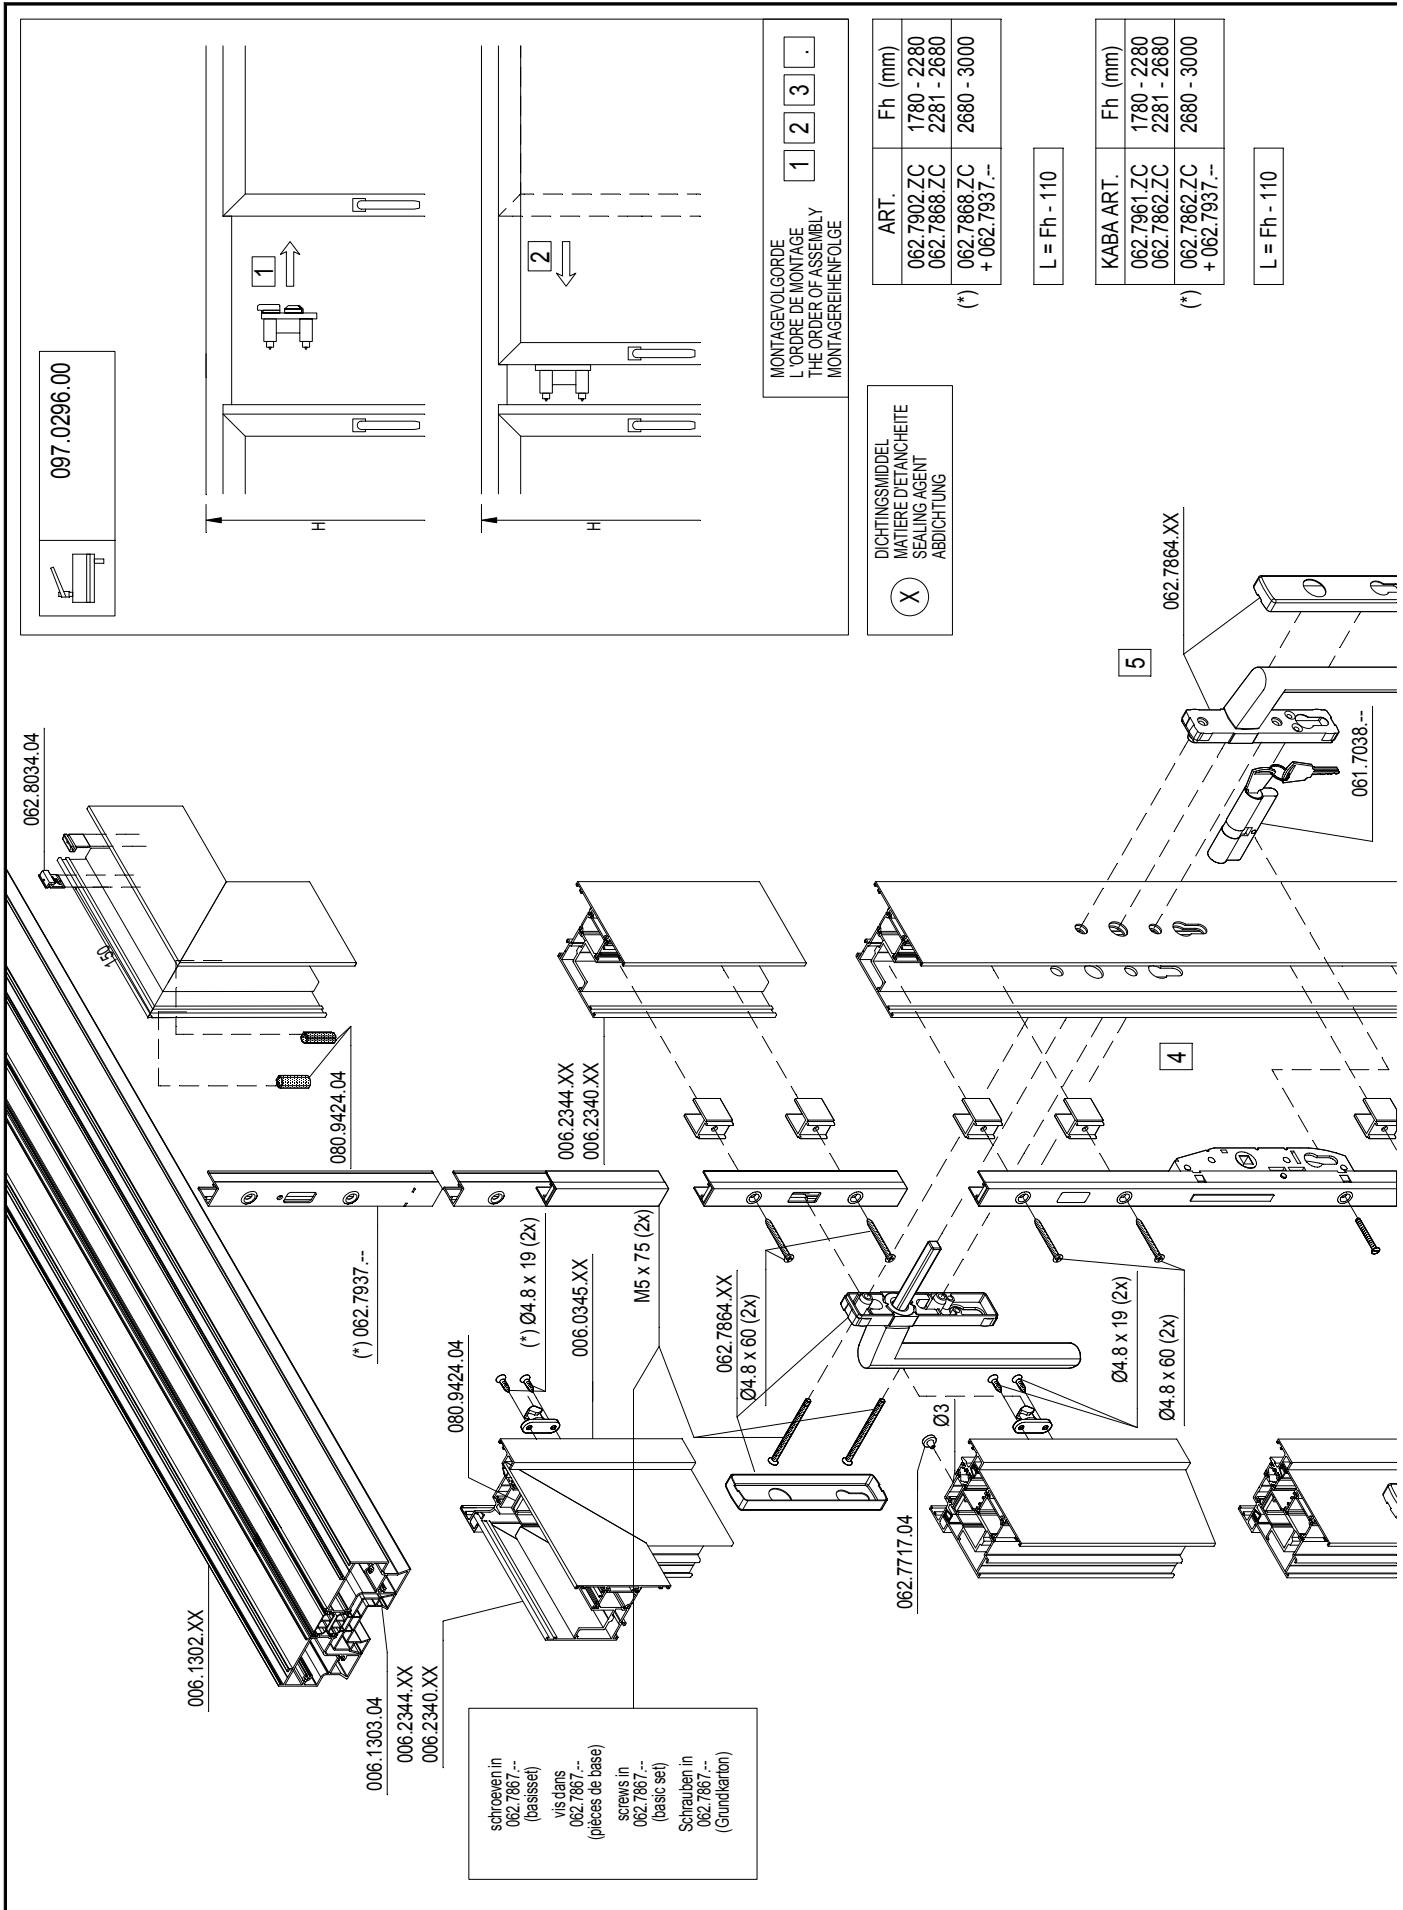 097.0296.00
H
1
H
2
MONTAGEVOLGORDE
L'ORDRE DE MONTAGE
THE ORDER OF ASSEMBLY
MONTAGEREIHENFOLGE
1 2 3 .
X
DICHTINGSMIDDEL
MATIERE D'ETANCHEITE
SEALING AGENT
ABDICHTUNG
ART. Fh (mm)
062.7902.ZC 1780 - 2280
062.7868.ZC 2281 - 2680
(*) 062.7868.ZC 2680 - 3000
+ 062.7937.--
L = Fh - 110
KABA ART. Fh (mm)
062.7961.ZC 1780 - 2280
062.7862.ZC 2281 - 2680
(*) 062.7862.ZC 2680 - 3000
+ 062.7937.--
L = Fh - 110
062.8034.04
150
080.9424.04
006.1302.XX
006.1303.04
006.2344.XX
006.2340.XX
(*) 062.7937.--
080.9424.04
(*) Ø4.8 x 19 (2x)
006.0345.XX
006.2344.XX
006.2340.XX
M5 x 75 (2x)
062.7864.XX
Ø4.8 x 60 (2x)
schroeven in
062.7867.--
(basisset)
vis dans
062.7867.--
(pièces de base)
screws in
062.7867.--
(basic set)
Schrauben in
062.7867.--
(Grundkarton)
062.7717.04
Ø3
Ø4.8 x 19 (2x)
Ø4.8 x 60 (2x)
4
5
062.7864.XX
061.7038.--